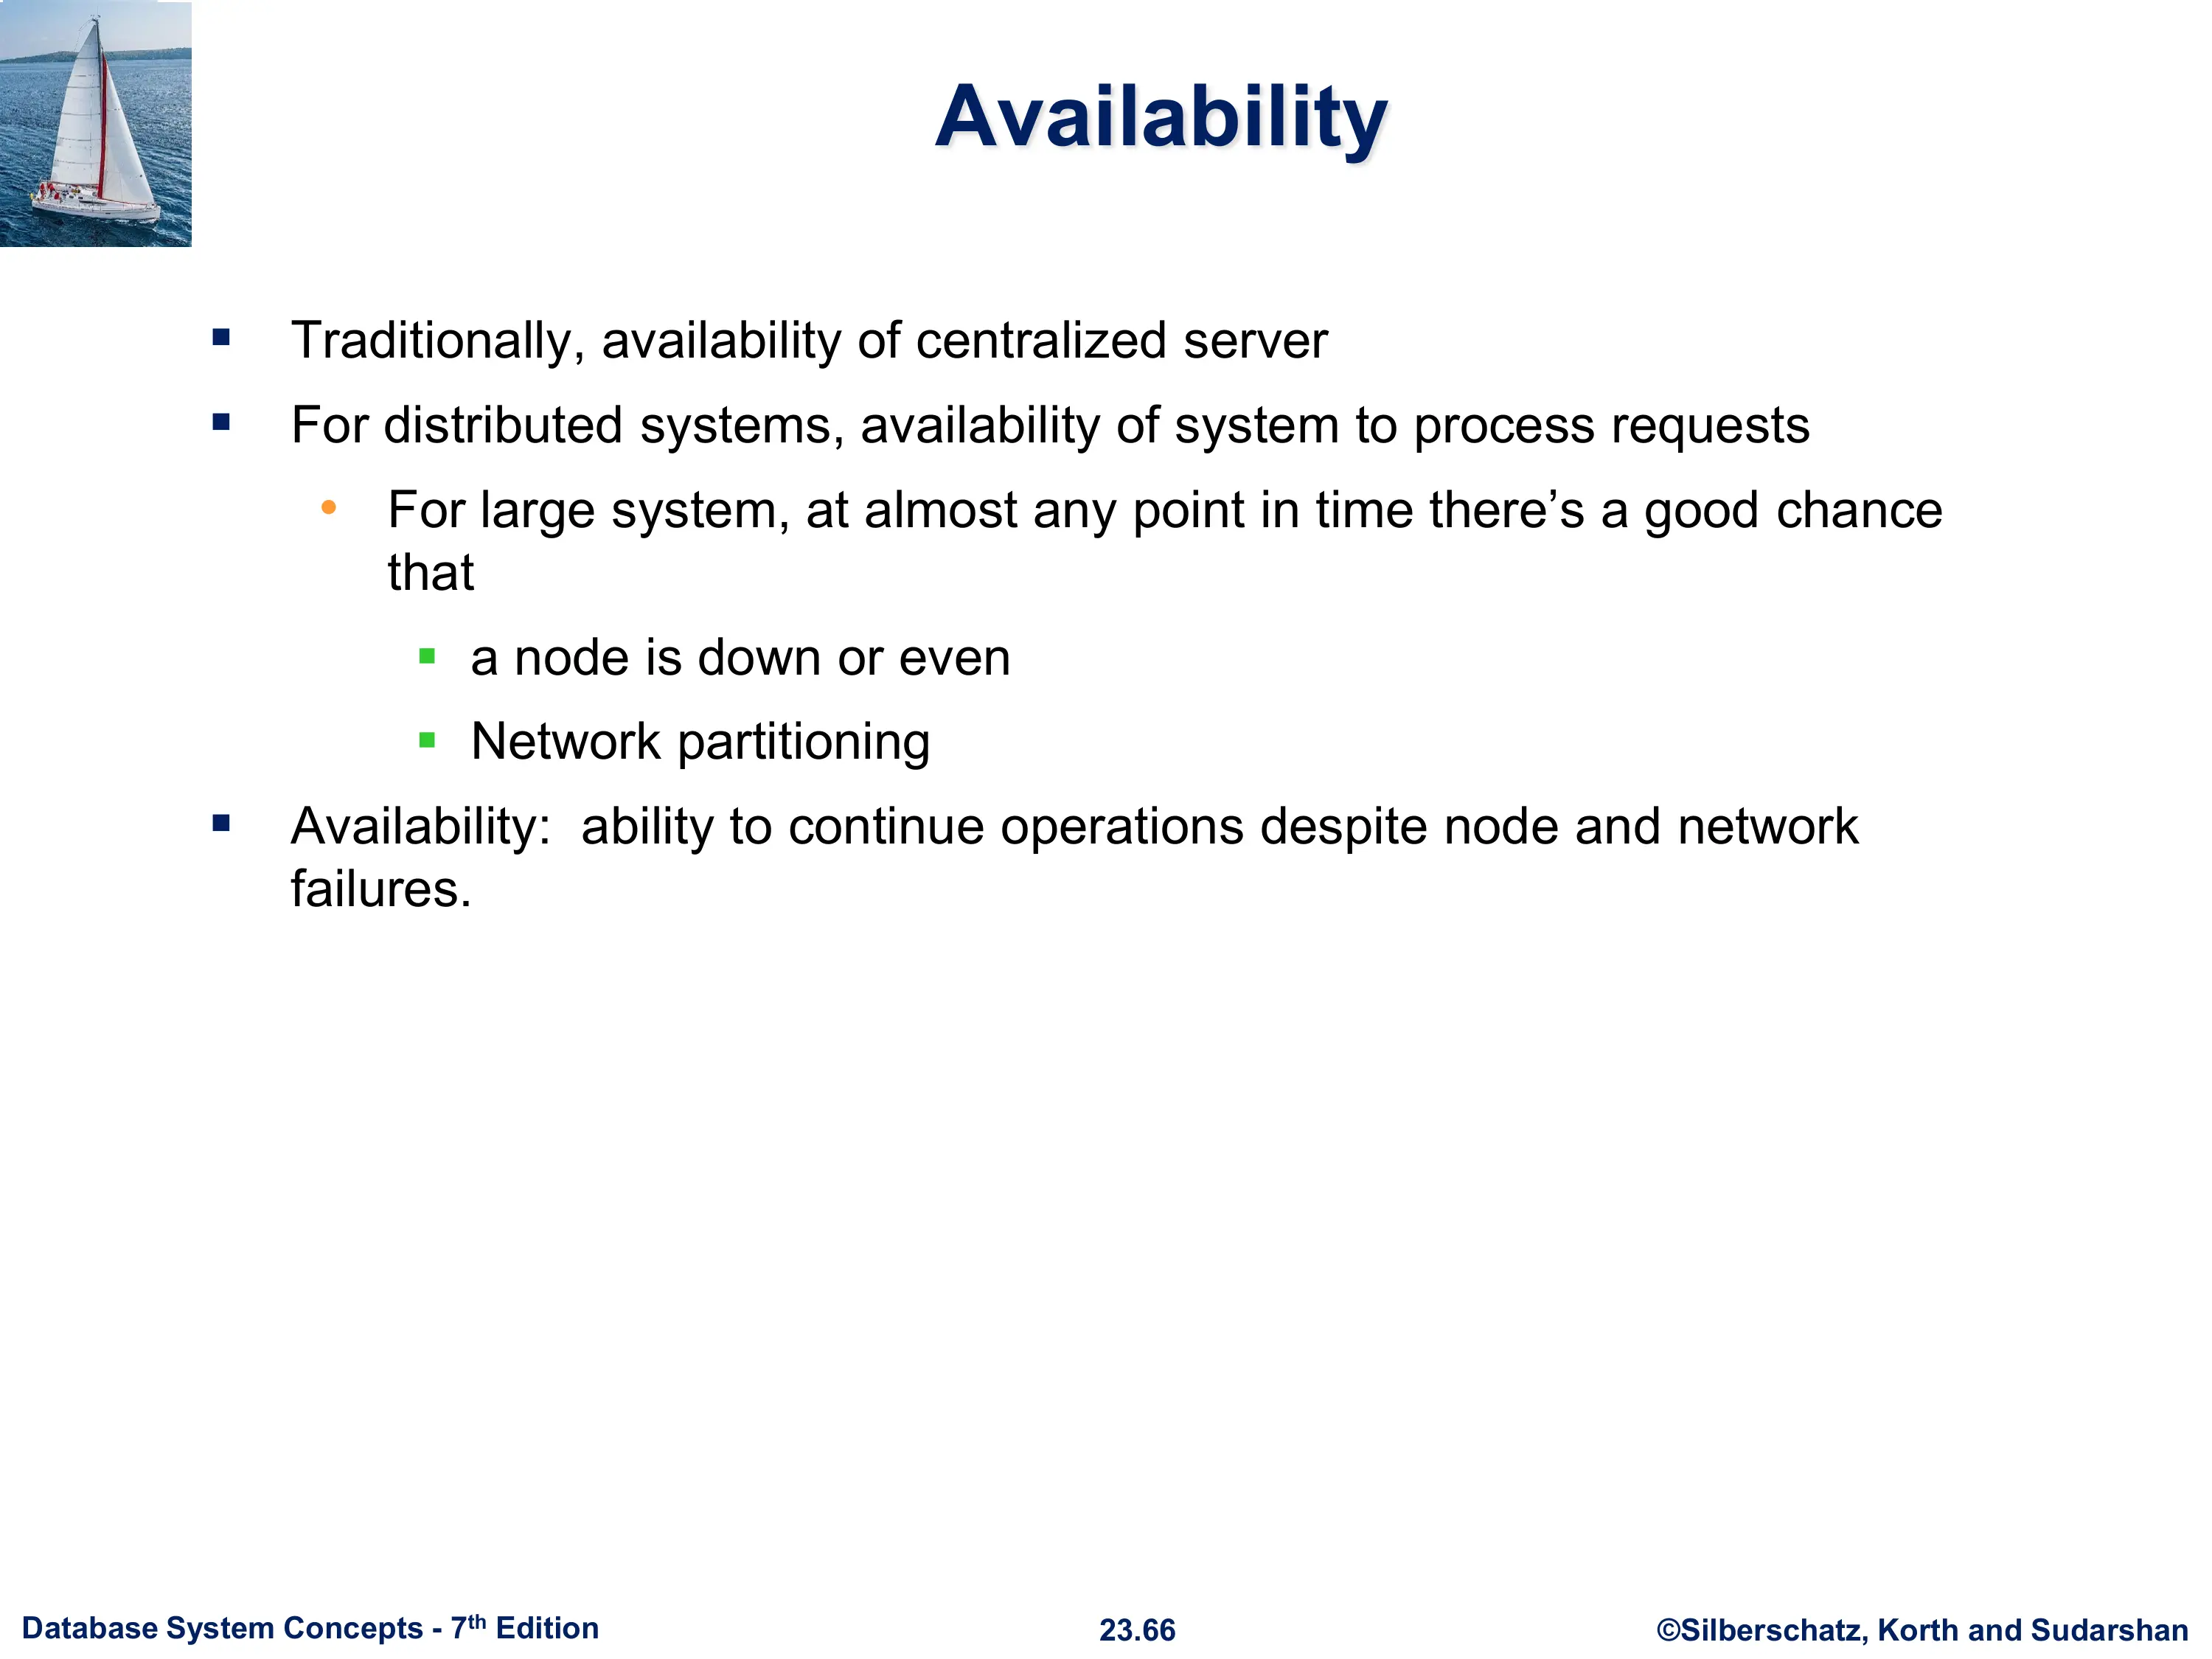 Availability
▪ Traditionally, availability of centralized server
▪ For distributed systems, availability of system to process requests
• For large system, at almost any point in time there’s a good chance
that
▪ a node is down or even
▪ Network partitioning
▪ Availability:  ability to continue operations despite node and network
failures.
Database System Concepts - 7th Edition
23.66
©Silberschatz, Korth and Sudarshan